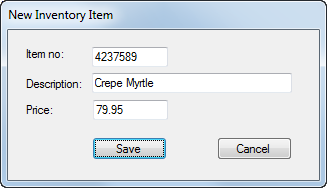 New Inventory Item
Item no: 4237589
Description: Crepe Myrtle
Price: 79.95
Save Cancel